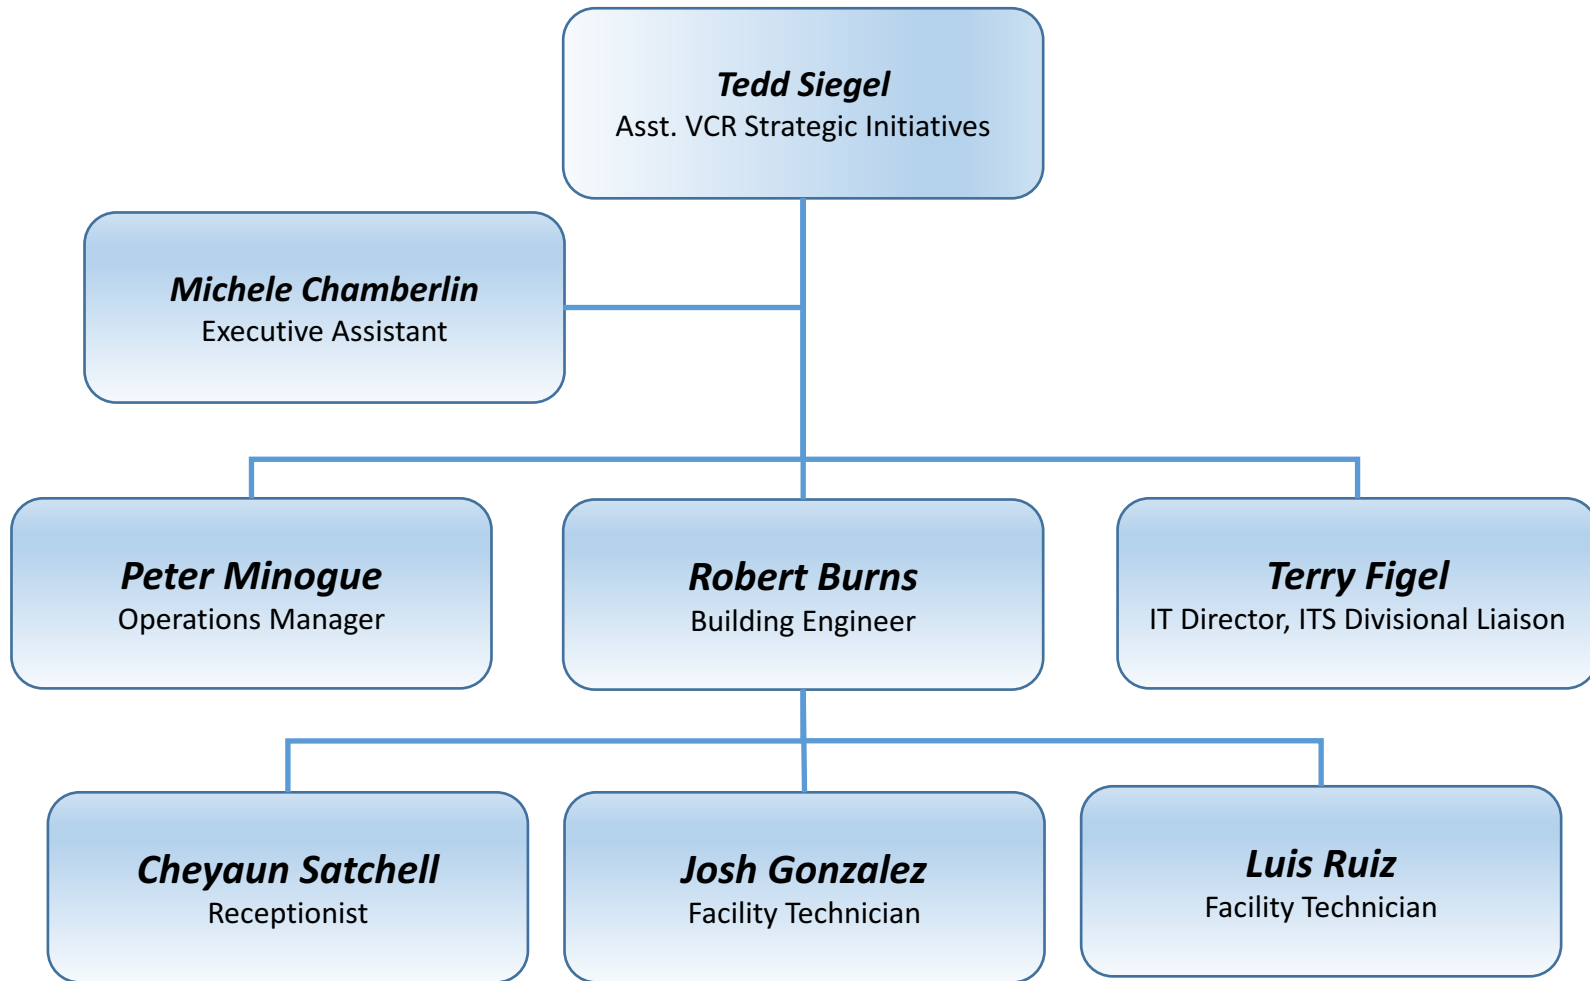 Tedd Siegel
Asst. VCR Strategic Initiatives
Michele Chamberlin
Executive Assistant
Peter Minogue
Operations Manager
Robert Burns
Building Engineer
Terry Figel
IT Director, ITS Divisional Liaison
Cheyaun Satchell
Receptionist
Josh Gonzalez
Facility Technician
Luis Ruiz
Facility Technician